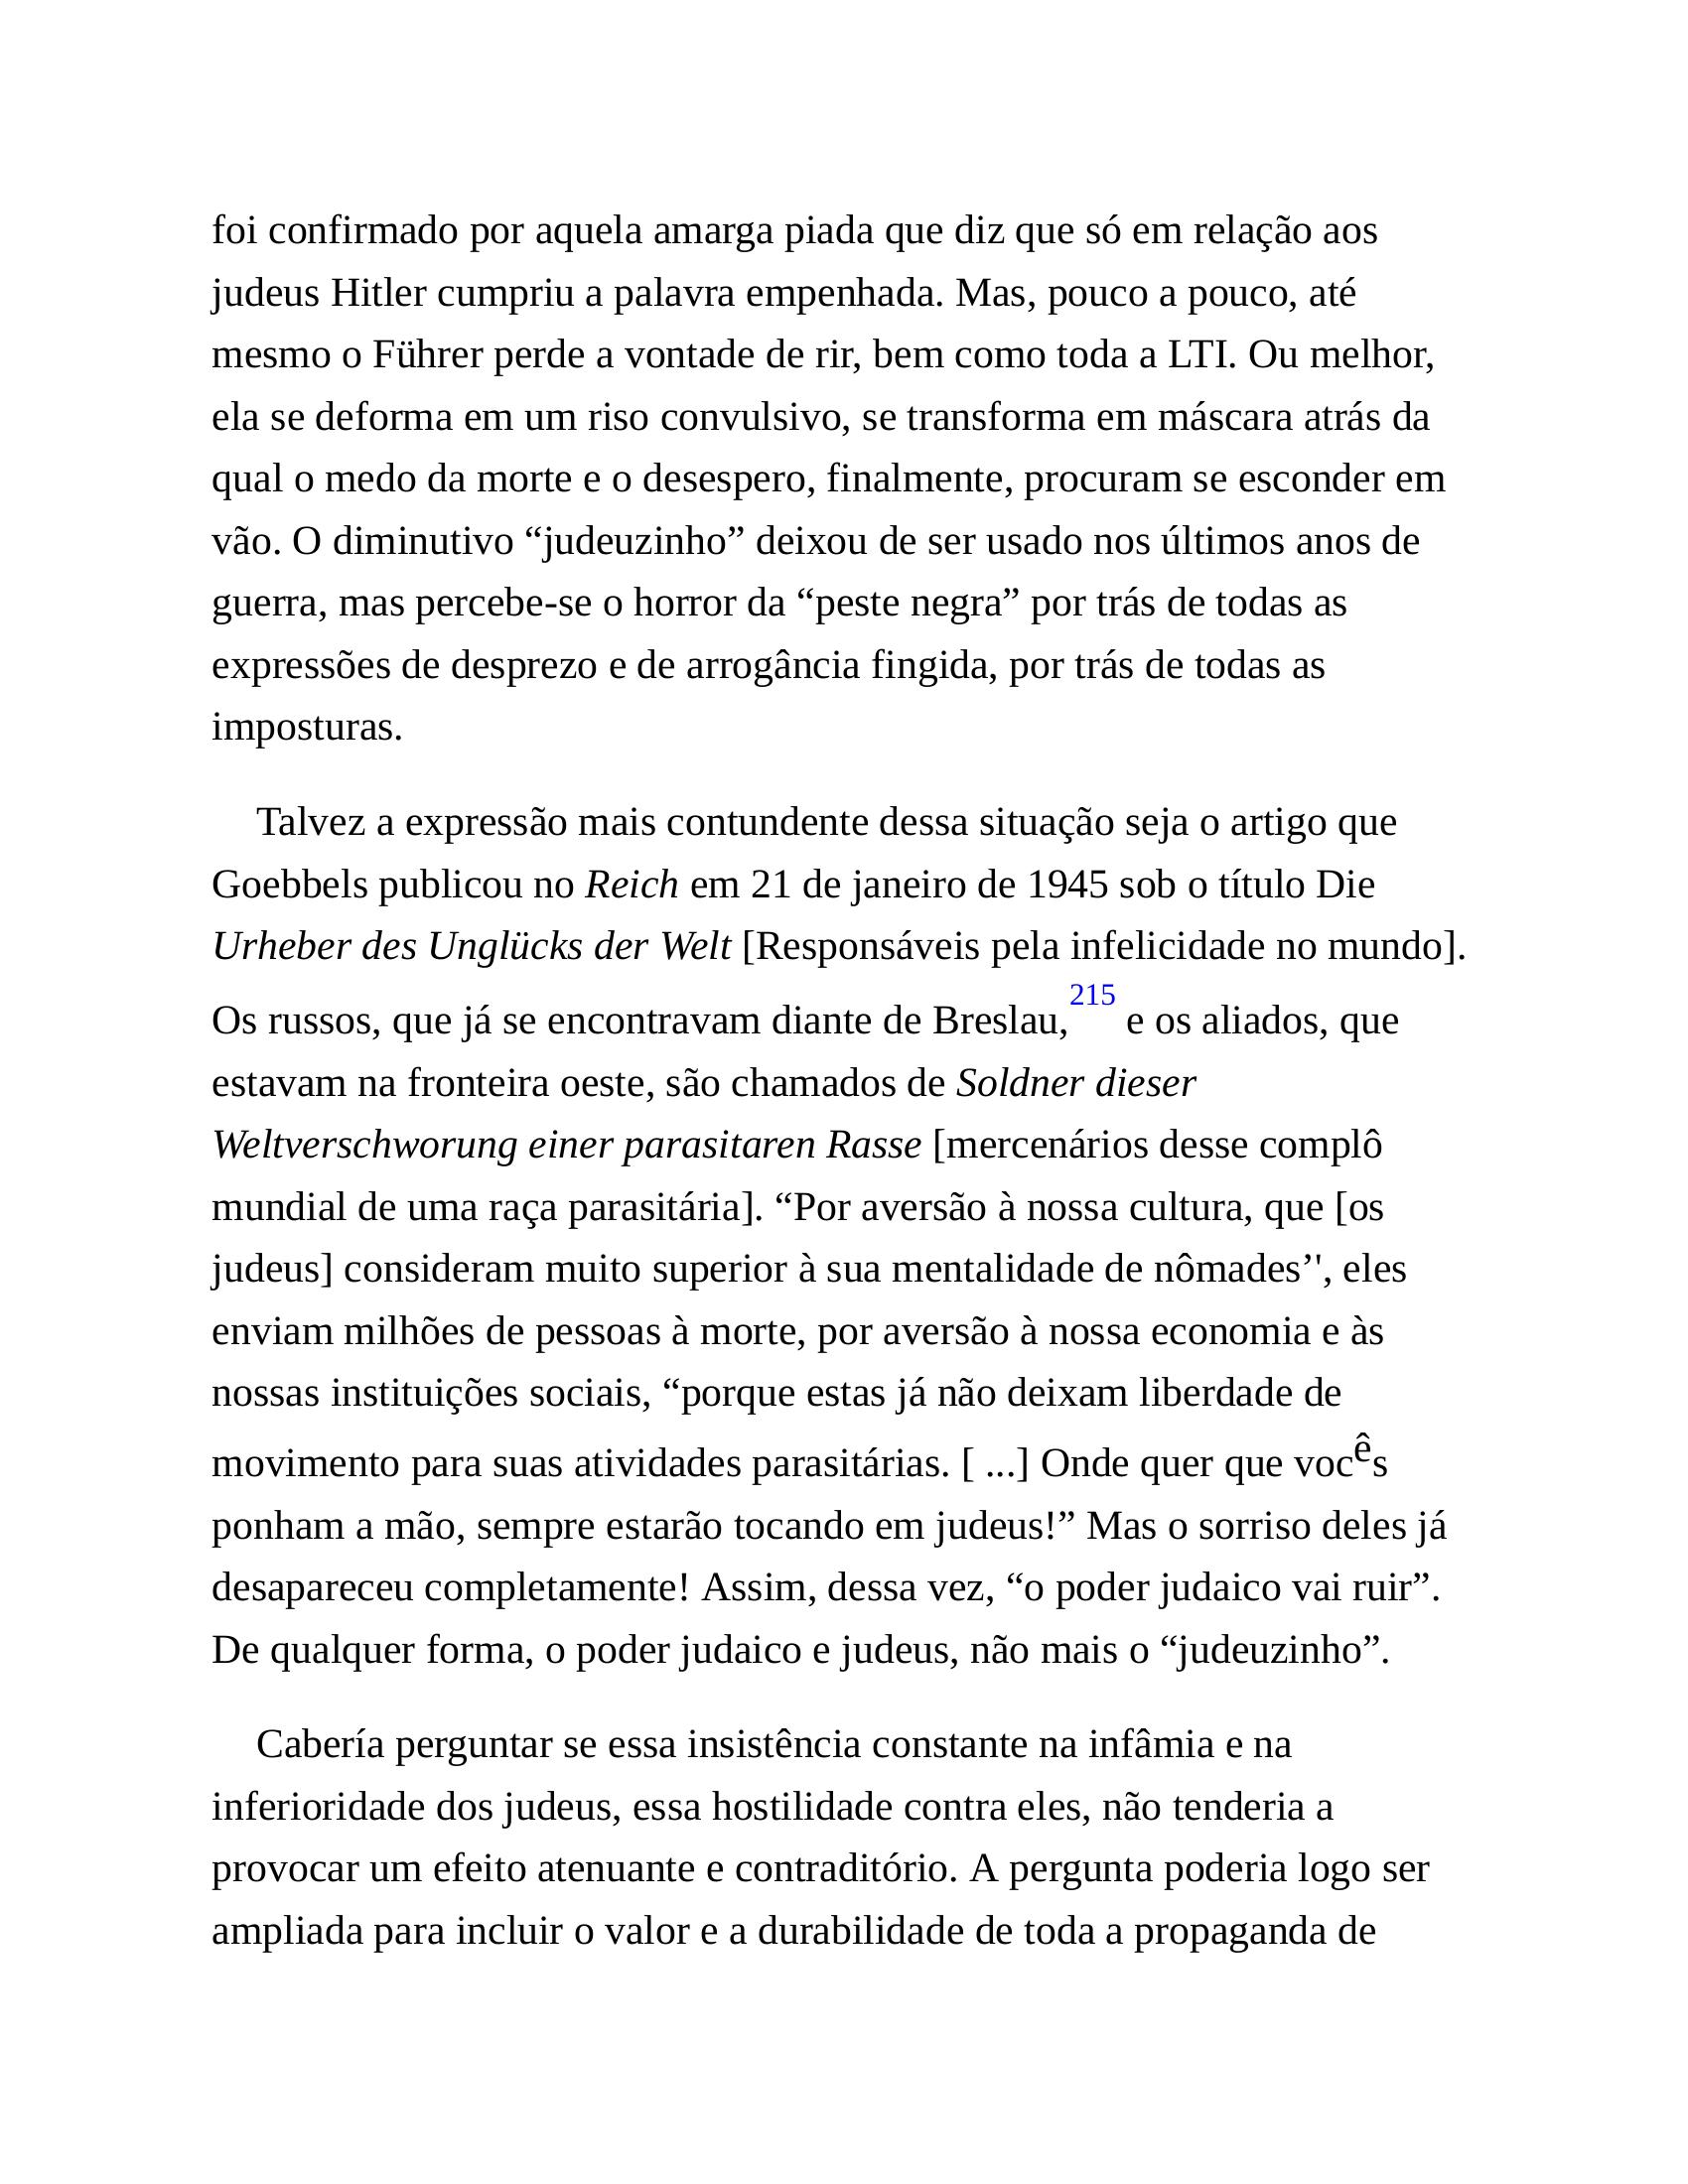 foi confirmado por aquela amarga piada que diz que só em relação aos
judeus Hitler cumpriu a palavra empenhada. Mas, pouco a pouco, até
mesmo o Führer perde a vontade de rir, bem como toda a LTI. Ou melhor,
ela se deforma em um riso convulsivo, se transforma em máscara atrás da
qual o medo da morte e o desespero, finalmente, procuram se esconder em
vão. O diminutivo “judeuzinho” deixou de ser usado nos últimos anos de
guerra, mas percebe-se o horror da “peste negra” por trás de todas as
expressões de desprezo e de arrogância fingida, por trás de todas as
imposturas.
Talvez a expressão mais contundente dessa situação seja o artigo que
Goebbels publicou no Reich em 21 de janeiro de 1945 sob o título Die
Urheber des Unglücks der Welt [Responsáveis pela infelicidade no mundo].
Os russos, que já se encontravam diante de Breslau,215 e os aliados, que
estavam na fronteira oeste, são chamados de Soldner dieser
Weltverschworung einer parasitaren Rasse [mercenários desse complô
mundial de uma raça parasitária]. “Por aversão à nossa cultura, que [os
judeus] consideram muito superior à sua mentalidade de nômades’', eles
enviam milhões de pessoas à morte, por aversão à nossa economia e às
nossas instituições sociais, “porque estas já não deixam liberdade de
movimento para suas atividades parasitárias. [ ...] Onde quer que vocês
ponham a mão, sempre estarão tocando em judeus!” Mas o sorriso deles já
desapareceu completamente! Assim, dessa vez, “o poder judaico vai ruir”.
De qualquer forma, o poder judaico e judeus, não mais o “judeuzinho”.
Cabería perguntar se essa insistência constante na infâmia e na
inferioridade dos judeus, essa hostilidade contra eles, não tenderia a
provocar um efeito atenuante e contraditório. A pergunta poderia logo ser
ampliada para incluir o valor e a durabilidade de toda a propaganda de